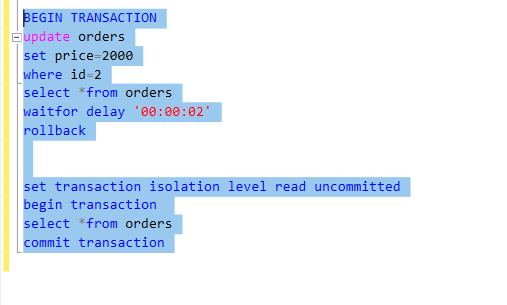 BEGIN TRANSACTION
update orders
set price=2000
where id=2
select *from orders
waitfor delay '00:00:02'
rollback
set transaction isolation level read uncommitted
begin transaction
select *from orders
commit transaction